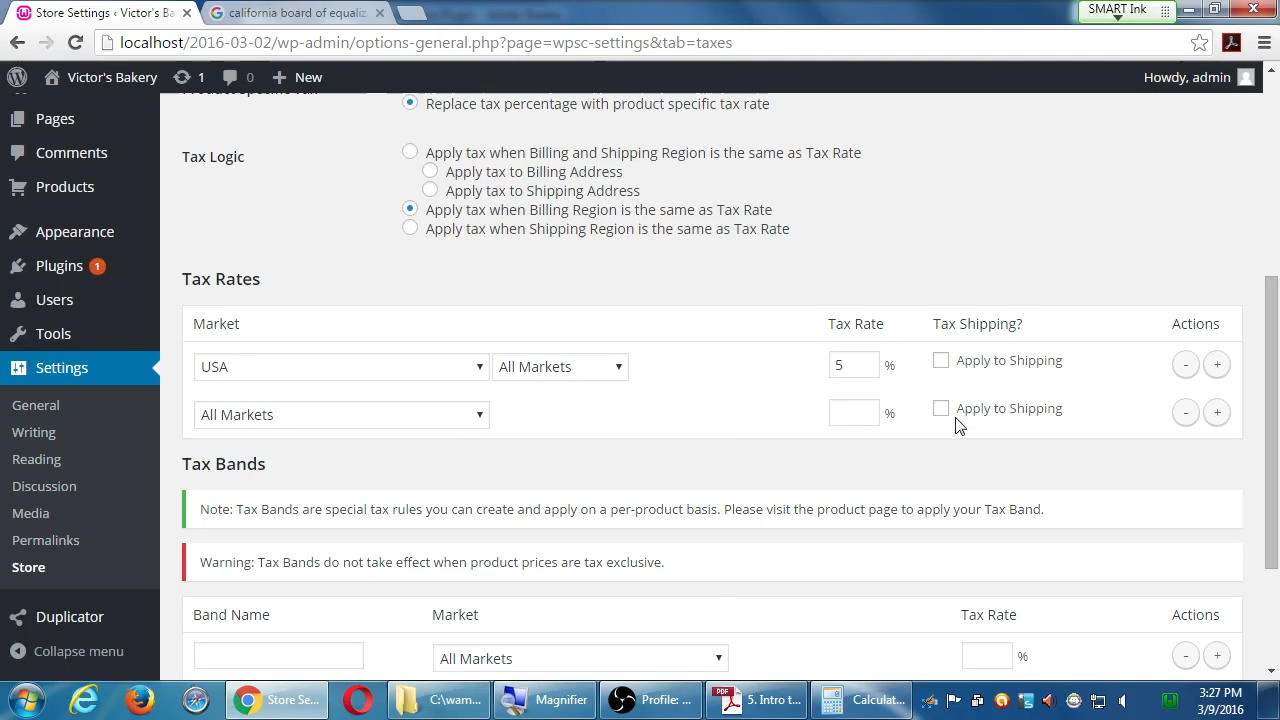 Store Settings ‹ Victor's Ba
california board of equaliz
SMART Ink
localhost/2016-03-02/wp-admin/options-general.php?page=wpsc-settings&tab=taxes
Victor's Bakery
1
0
New
Howdy, admin
Pages
Comments
Products
Appearance
Plugins 1
Users
Tools
Settings
General
Writing
Reading
Discussion
Media
Permalinks
Store
Duplicator
Collapse menu
Replace tax percentage with product specific tax rate
Tax Logic
Apply tax when Billing and Shipping Region is the same as Tax Rate
Apply tax to Billing Address
Apply tax to Shipping Address
Apply tax when Billing Region is the same as Tax Rate
Apply tax when Shipping Region is the same as Tax Rate
Tax Rates
Market Tax Rate Tax Shipping? Actions
USA All Markets 5 % Apply to Shipping - +
All Markets % Apply to Shipping - +
Tax Bands
Note: Tax Bands are special tax rules you can create and apply on a per-product basis. Please visit the product page to apply your Tax Band.
Warning: Tax Bands do not take effect when product prices are tax exclusive.
Band Name Market Tax Rate Actions
All Markets % - +
Store Se...
C:\wam...
Magnifier
Profile: ...
PDF
5. Intro t...
Calculat...
3:27 PM
3/9/2016